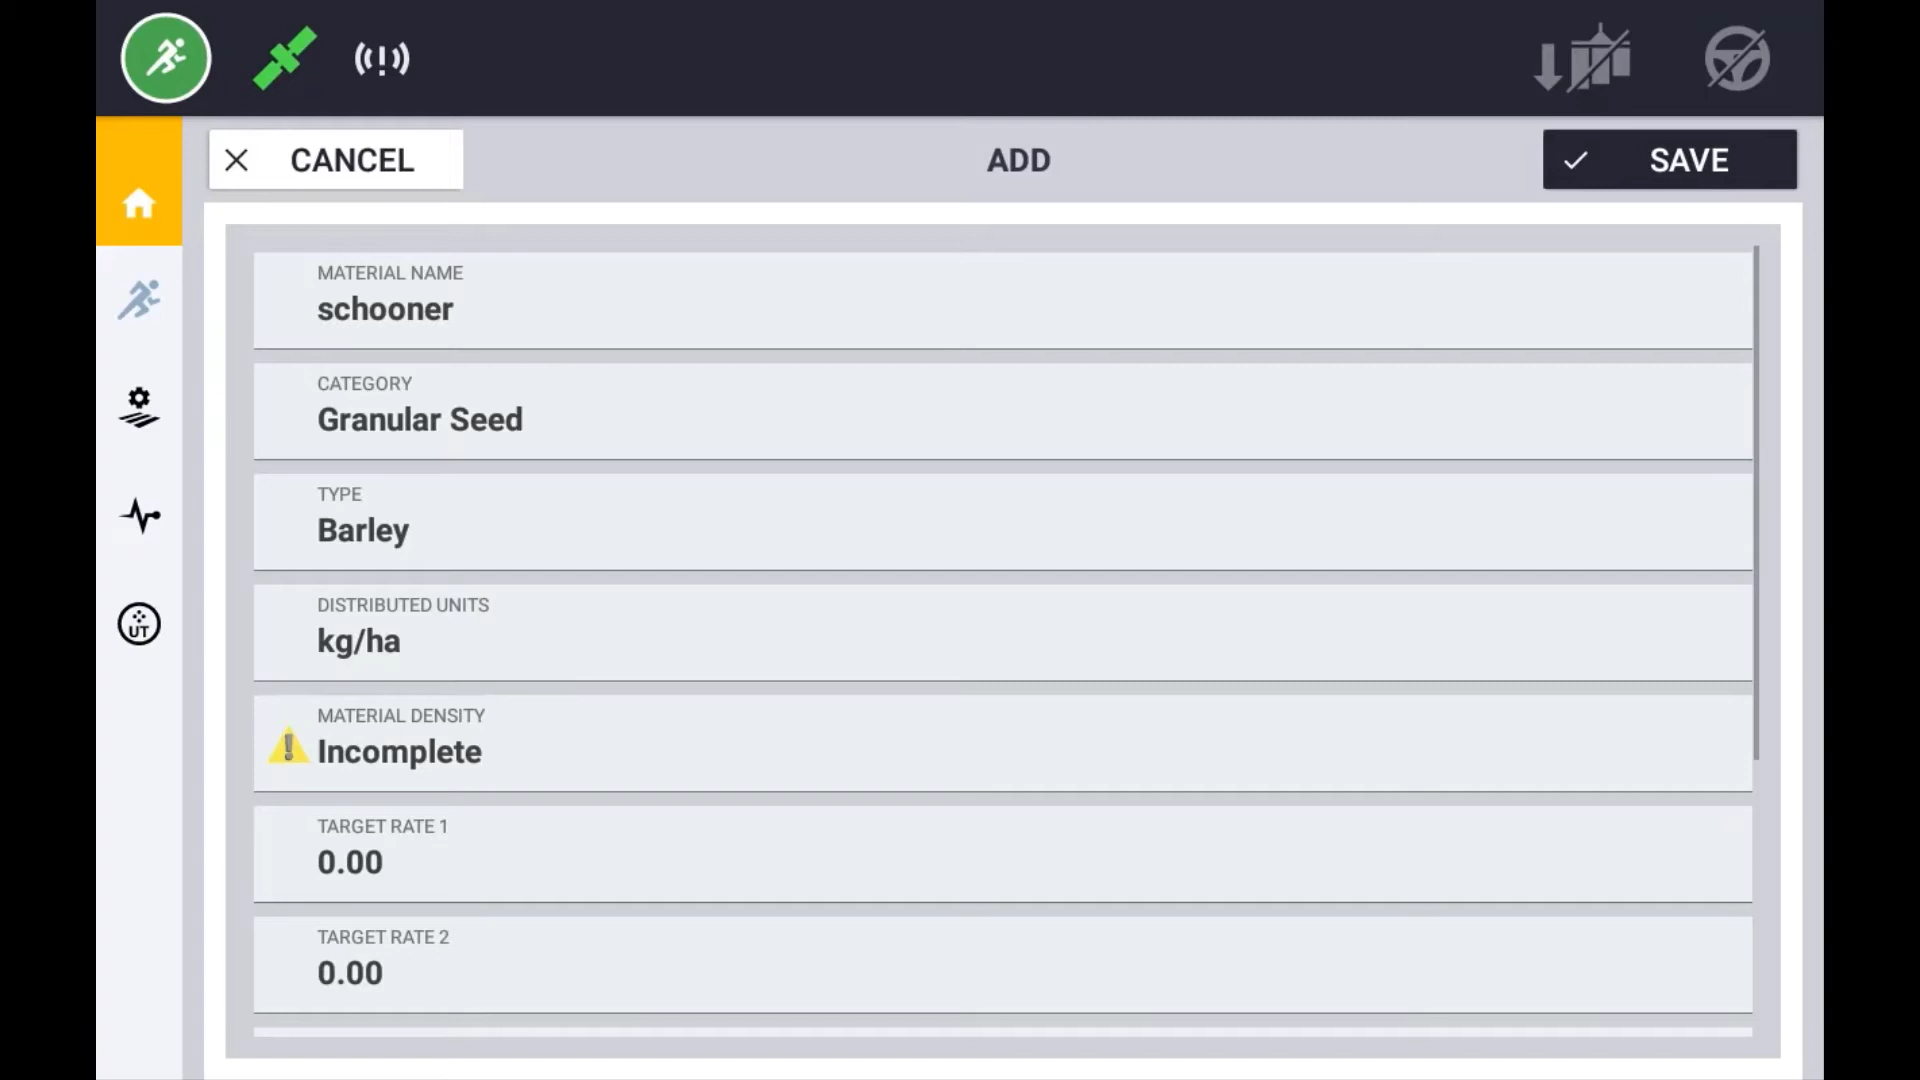 CANCEL
ADD
SAVE
MATERIAL NAME
schooner
CATEGORY
Granular Seed
TYPE
Barley
DISTRIBUTED UNITS
kg/ha
MATERIAL DENSITY
Incomplete
TARGET RATE 1
0.00
TARGET RATE 2
0.00
UT